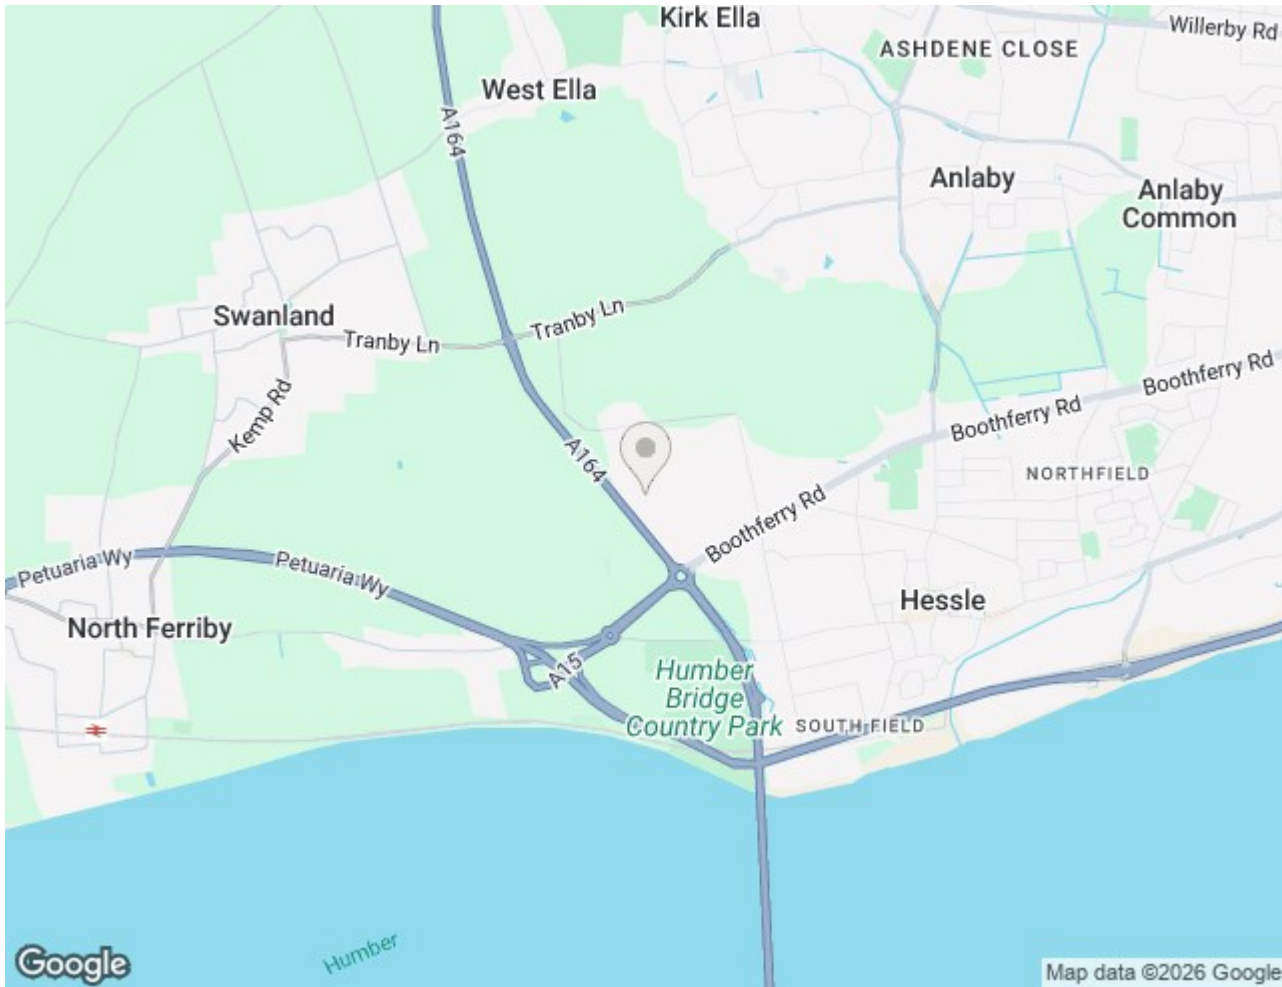 Kirk Ella
Willerby Rd
ASHDENE CLOSE
West Ella
A164
Anlaby
Anlaby
Common
Swanland
Tranby Ln
Tranby Ln
Kemp Rd
Boothferry Rd
Boothferry Rd
A164
NORTHFIELD
Boothferry Rd
Petuaria Wy
Petuaria Wy
Hessle
North Ferriby
A15
Humber
Bridge
Country Park
SOUTH FIELD
Humber
Google
Map data ©2026 Google